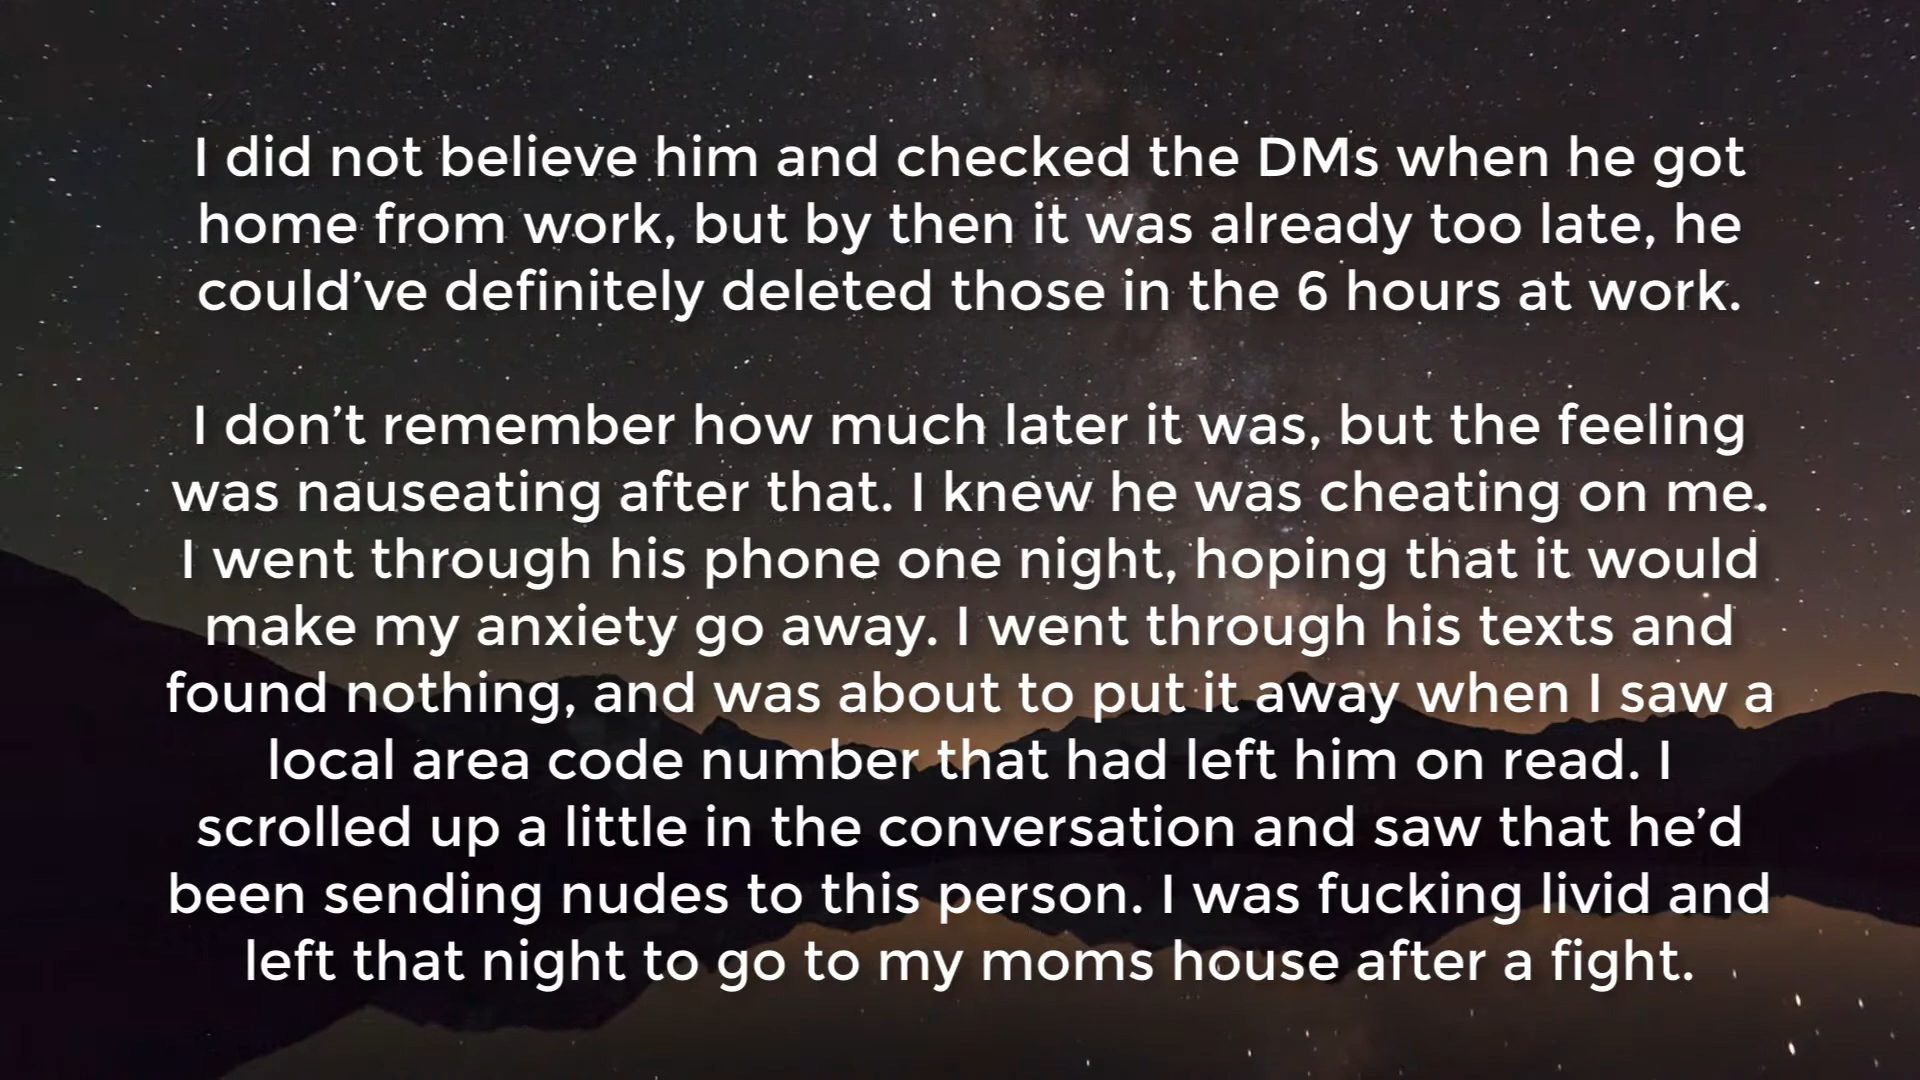 I did not believe him and checked the DMs when he got
home from work, but by then it was already too late, he
could’ve definitely deleted those in the 6 hours at work.
I don’t remember how much later it was, but the feeling
was nauseating after that. I knew he was cheating on me.
I went through his phone one night, hoping that it would
make my anxiety go away. I went through his texts and
found nothing, and was about to put it away when I saw a
local area code number that had left him on read. I
scrolled up a little in the conversation and saw that he’d
been sending nudes to this person. I was fucking livid and
left that night to go to my moms house after a fight.